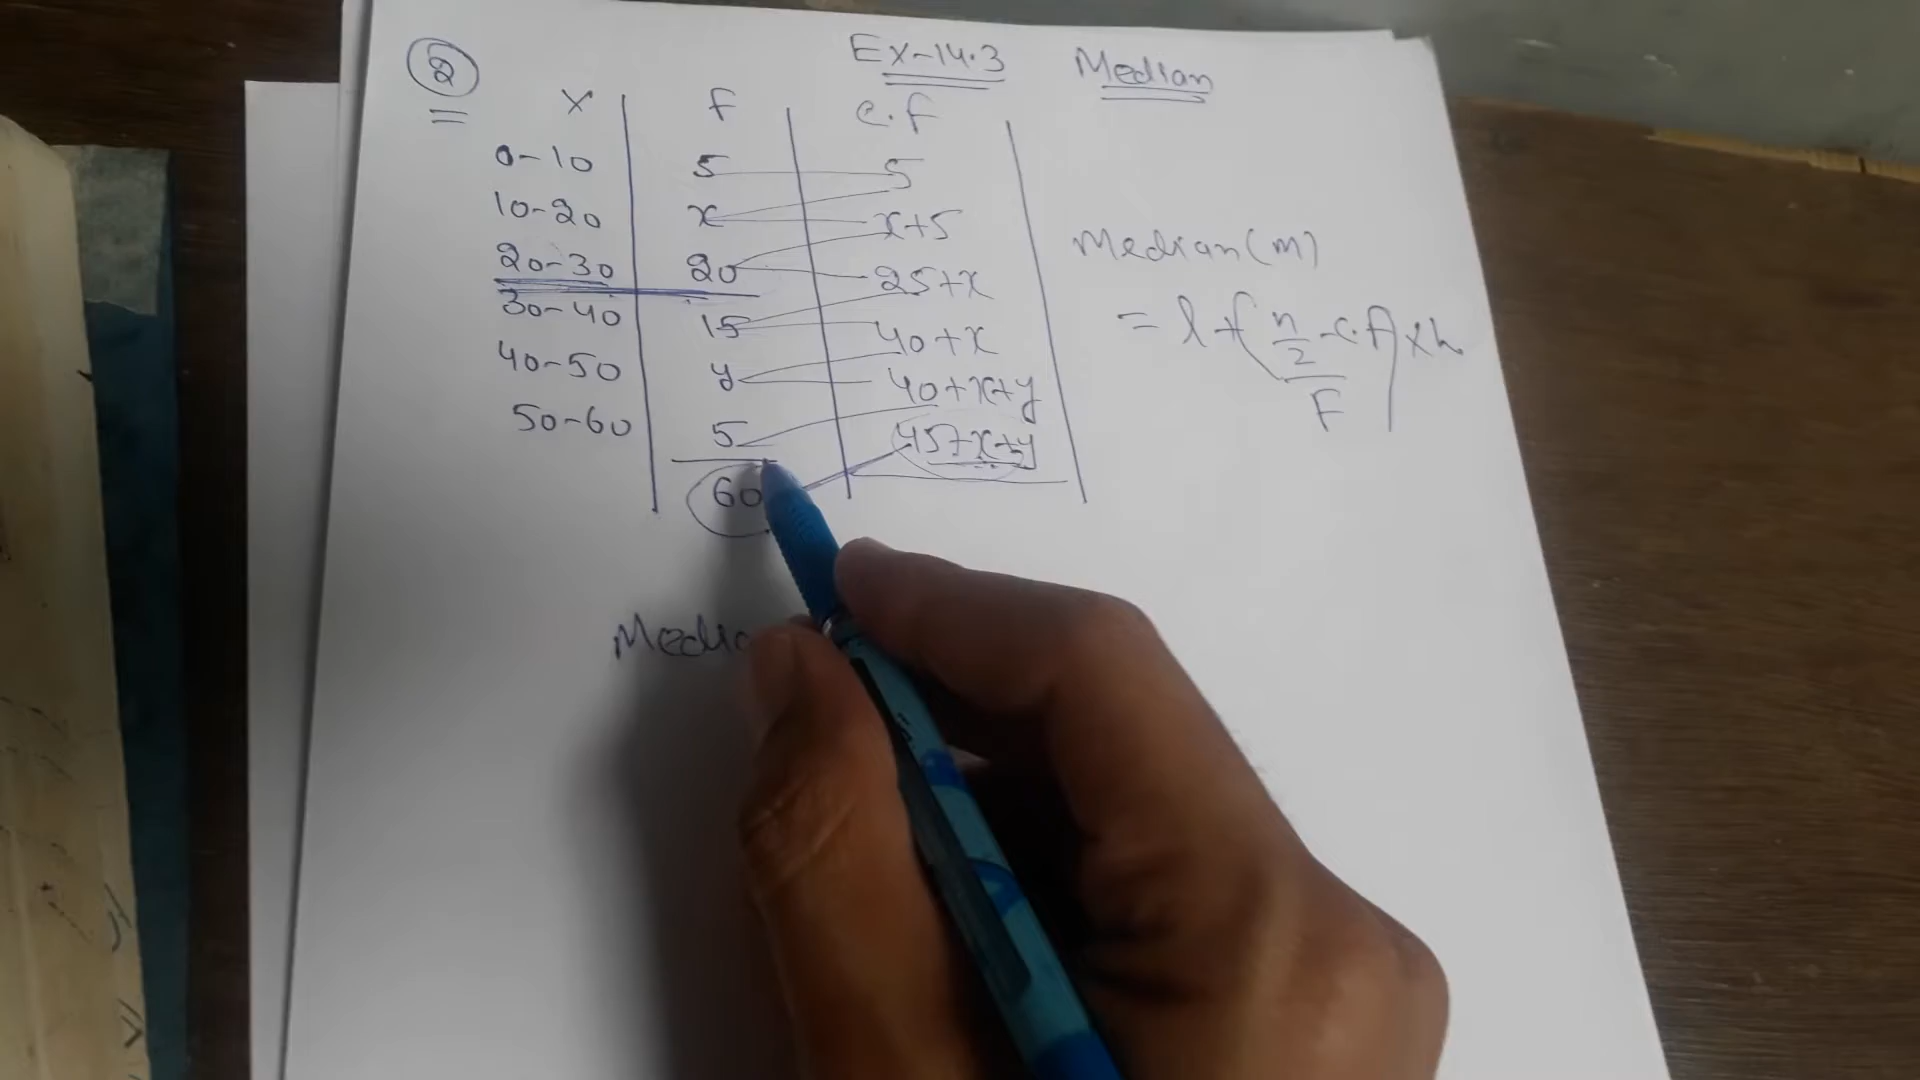 ② Ex-14.3 Median
X F C.F
0-10 5 5
10-20 x x+5
20-30 20 25+x
30-40 15 40+x
40-50 y 40+x+y
50-60 5 45+x+y
60
Median(m)
= l+(n/2-c.f/F)xh